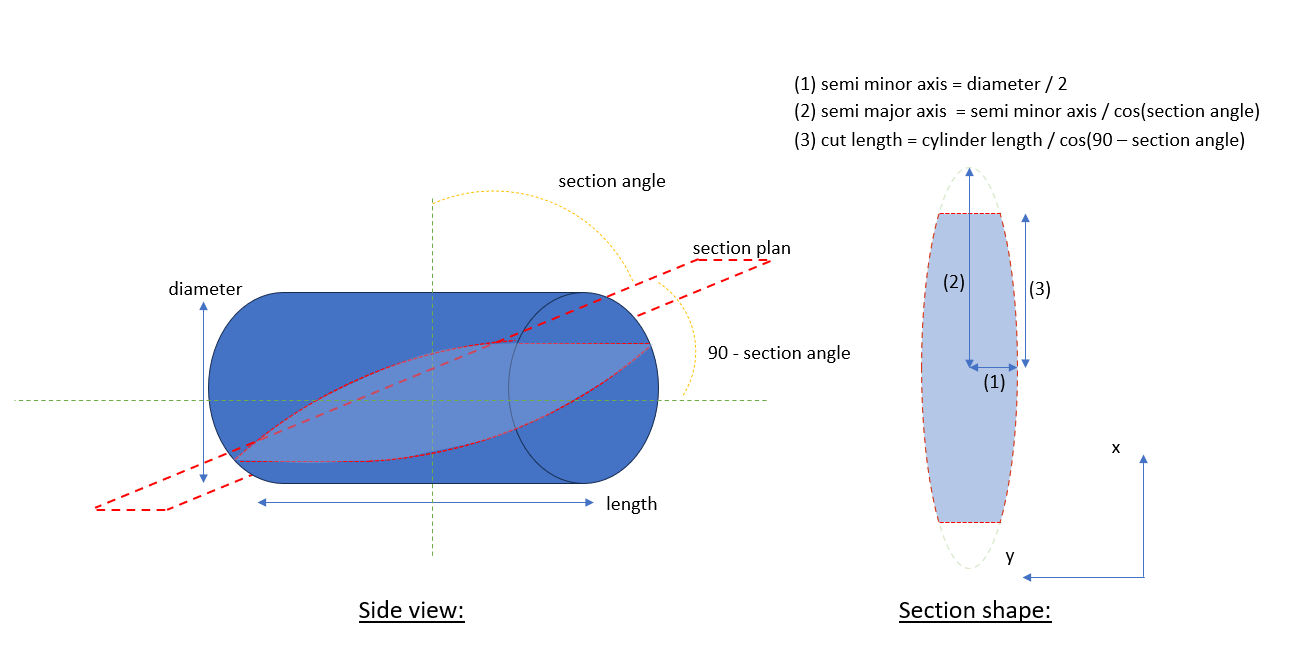 (1) semi minor axis = diameter / 2
(2) semi major axis  = semi minor axis / cos(section angle)
(3) cut length = cylinder length / cos(90 – section angle)
section angle
section plan
diameter
90 - section angle
length
Side view:
(2)
(3)
(1)
x
y
Section shape: